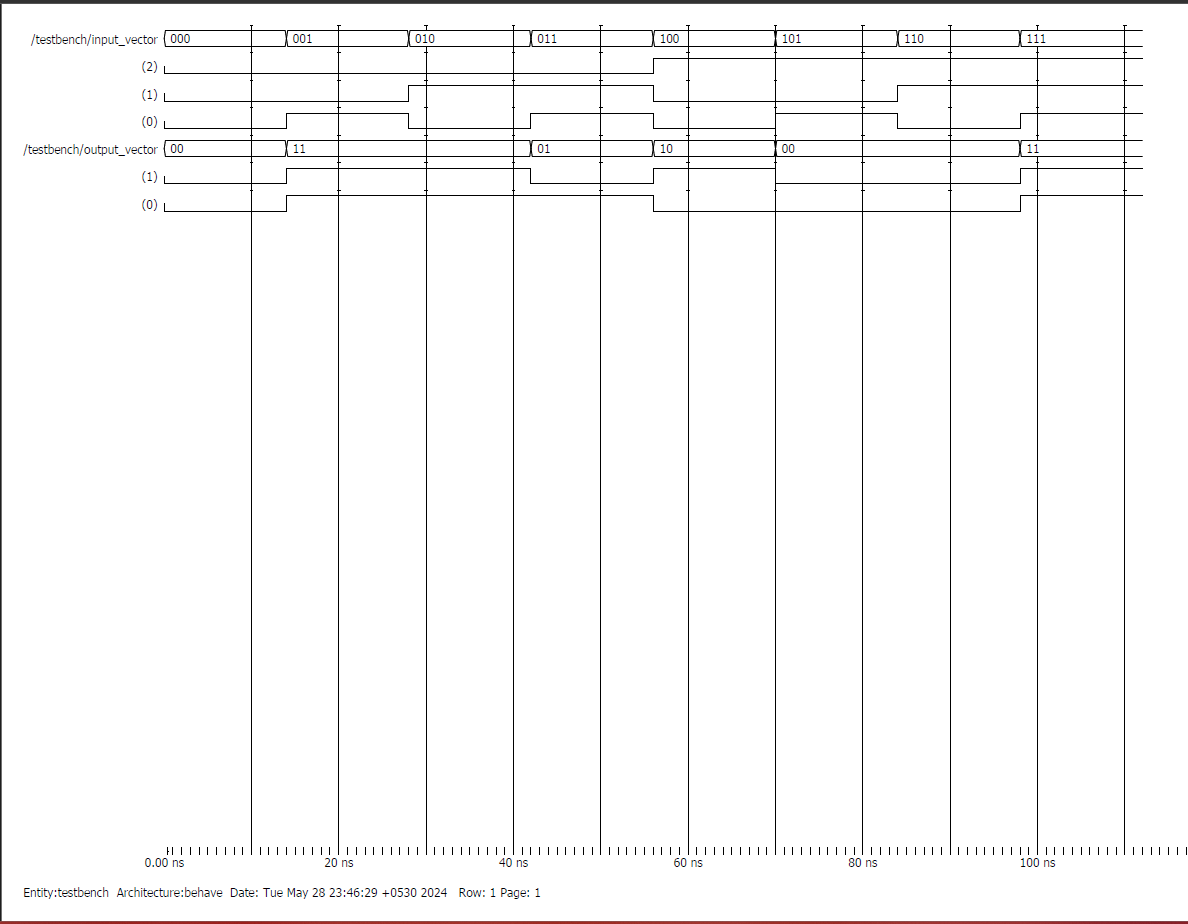 /testbench/input_vector 000 001 010 011 100 101 110 111
(2)
(1)
(0)
/testbench/output_vector 00 11 01 10 00 11
(1)
(0)
0.00 ns 20 ns 40 ns 60 ns 80 ns 100 ns
Entity:testbench Architecture:behave Date: Tue May 28 23:46:29 +0530 2024 Row: 1 Page: 1